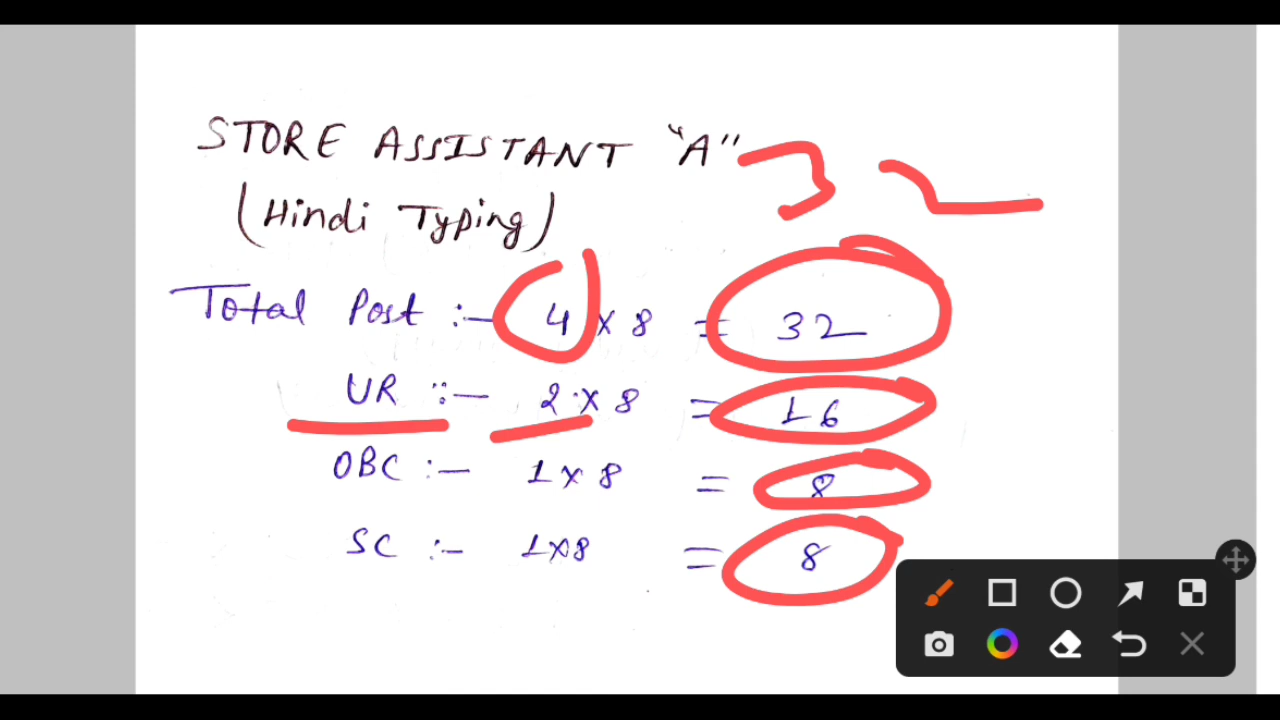 STORE ASSISTANT "A" 32
(Hindi Typing)
Total Post :- 4 x 8 = 32
UR :- 2 x 8 = 16
OBC :- 1 x 8 = 8
SC :- 1x8 = 8